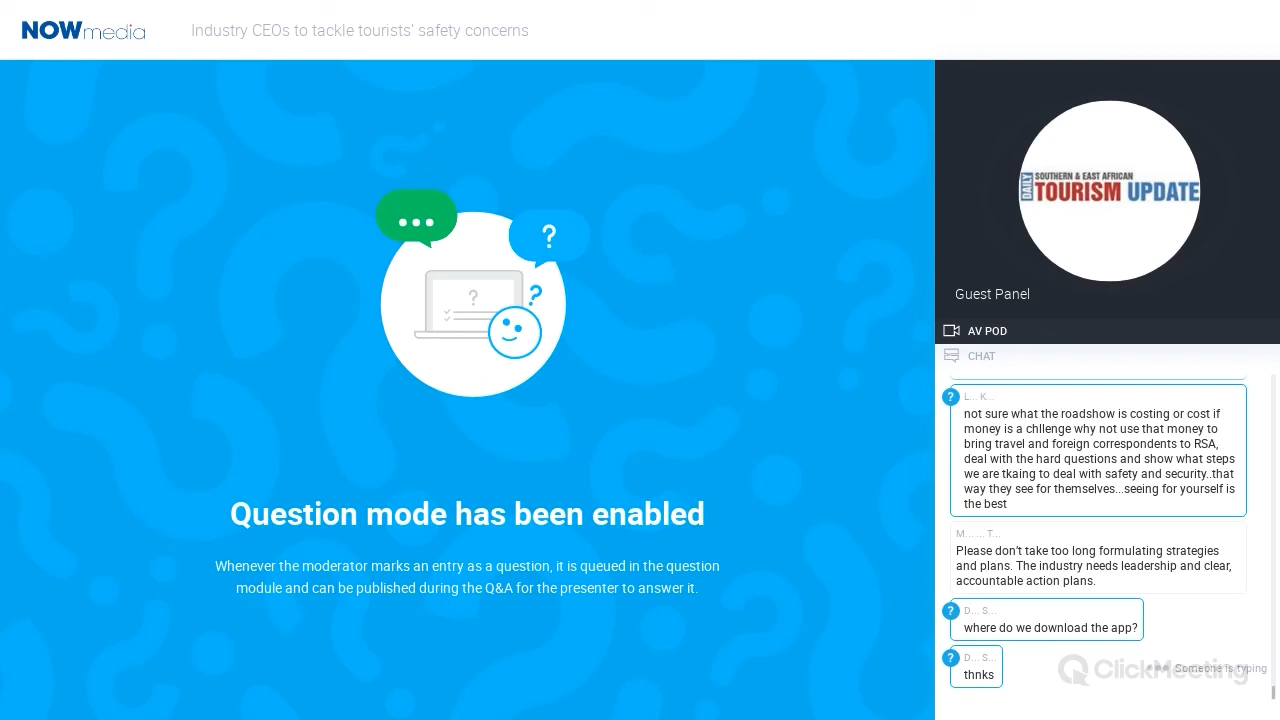 NOWmedia
Industry CEOs to tackle tourists' safety concerns
?
?
?
Question mode has been enabled
Whenever the moderator marks an entry as a question, it is queued in the question
module and can be published during the Q&A for the presenter to answer it.
DAILY
SOUTHERN & EAST AFRICAN
TOURISM UPDATE
Guest Panel
AV POD
CHAT
?
L... K...
not sure what the roadshow is costing or cost if
money is a chllenge why not use that money to
bring travel and foreign correspondents to RSA,
deal with the hard questions and show what steps
we are tkaing to deal with safety and security..that
way they see for themselves...seeing for yourself is
the best
M... ... T...
Please don't take too long formulating strategies
and plans. The industry needs leadership and clear,
accountable action plans.
?
D... S...
where do we download the app?
?
D... S...
thnks
ClickMeeting
Someone is typing